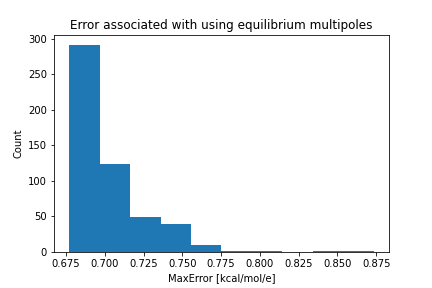 Error associated with using equilibrium multipoles
300
250
200
150
100
50
0
Count
0.675 0.700 0.725 0.750 0.775 0.800 0.825 0.850 0.875
MaxError [kcal/mol/e]